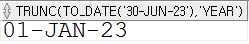 TRUNC(TO_DATE('30-JUN-23'),'YEAR')
01-JAN-23